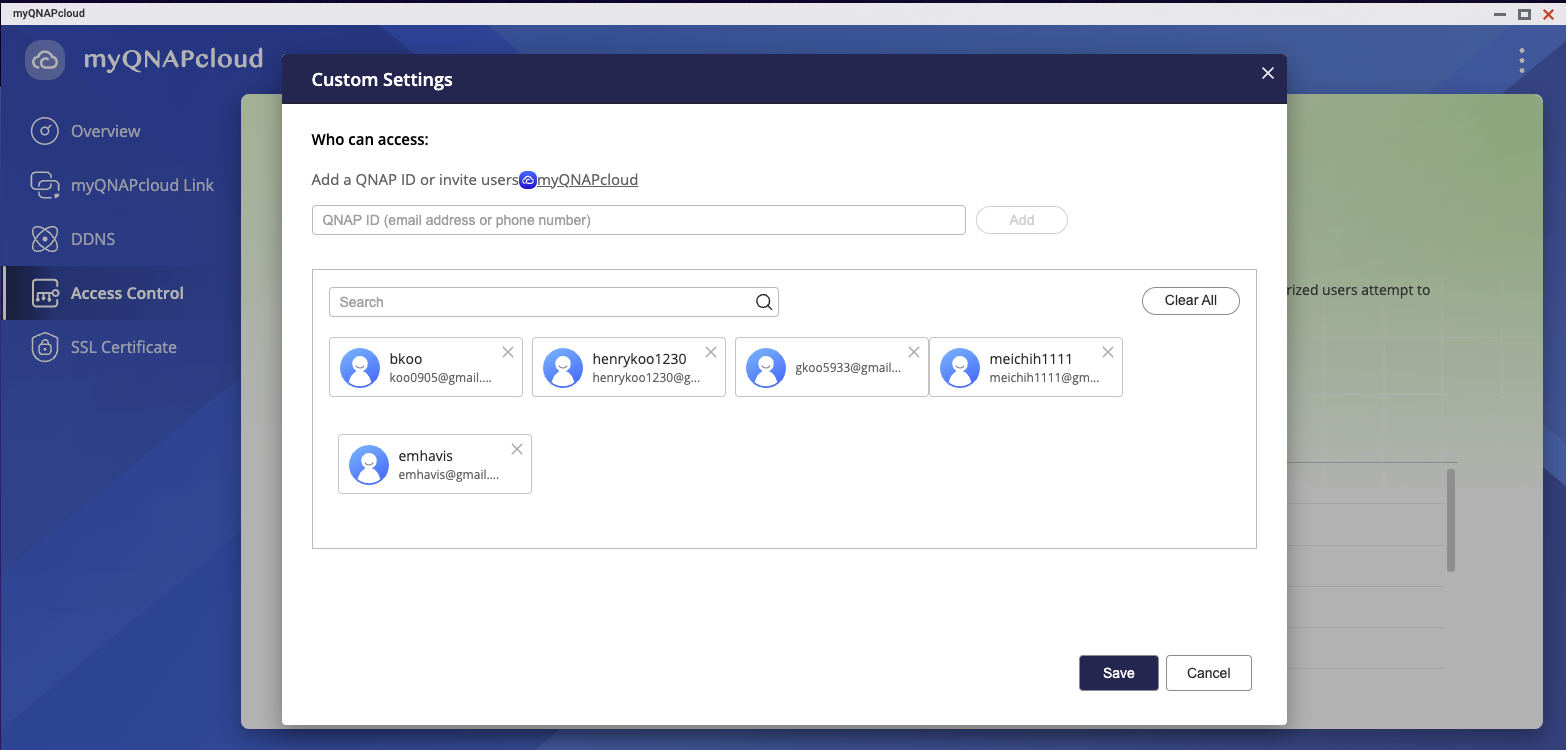 myQNAPcloud
myQNAPcloud
Overview
myQNAPcloud Link
DDNS
Access Control
SSL Certificate
Custom Settings
Who can access:
Add a QNAP ID or invite users myQNAPcloud
QNAP ID (email address or phone number)
Add
rized users attempt to
Search
Clear All
bkoo
koo0905@gmail....
henrykoo1230
henrykoo1230@g...
gkoo5933@gmail...
meichih1111
meichih1111@gm...
emhavis
emhavis@gmail....
Save
Cancel